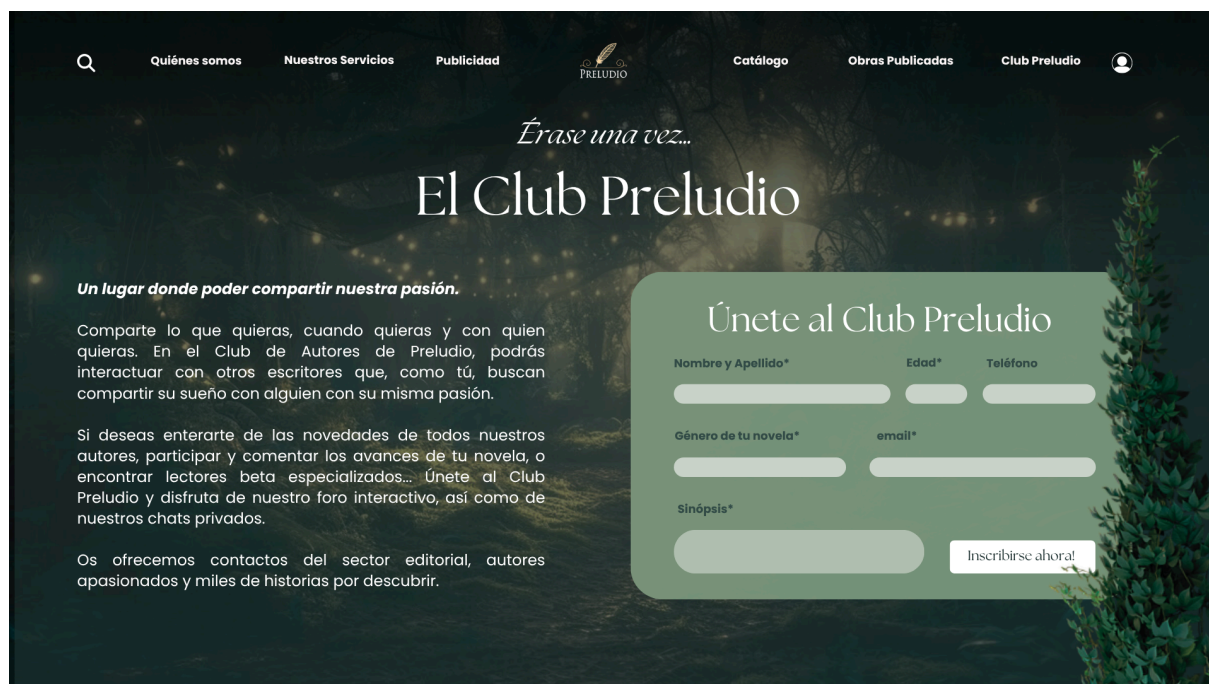 Quiénes somos
Nuestros Servicios
Publicidad
PRELUDIO
Catálogo
Obras Publicadas
Club Preludio
Érase una vez...
El Club Preludio
Un lugar donde poder compartir nuestra pasión.
Comparte lo que quieras, cuando quieras y con quien
quieras. En el Club de Autores de Preludio, podrás
interactuar con otros escritores que, como tú, buscan
compartir su sueño con alguien con su misma pasión.
Si deseas enterarte de las novedades de todos nuestros
autores, participar y comentar los avances de tu novela, o
encontrar lectores beta especializados... Únete al Club
Preludio y disfruta de nuestro foro interactivo, así como de
nuestros chats privados.
Os ofrecemos contactos del sector editorial, autores
apasionados y miles de historias por descubrir.
Únete al Club Preludio
Nombre y Apellido*
Edad*
Teléfono
Género de tu novela*
email*
Sinópsis*
Inscribirse ahora!